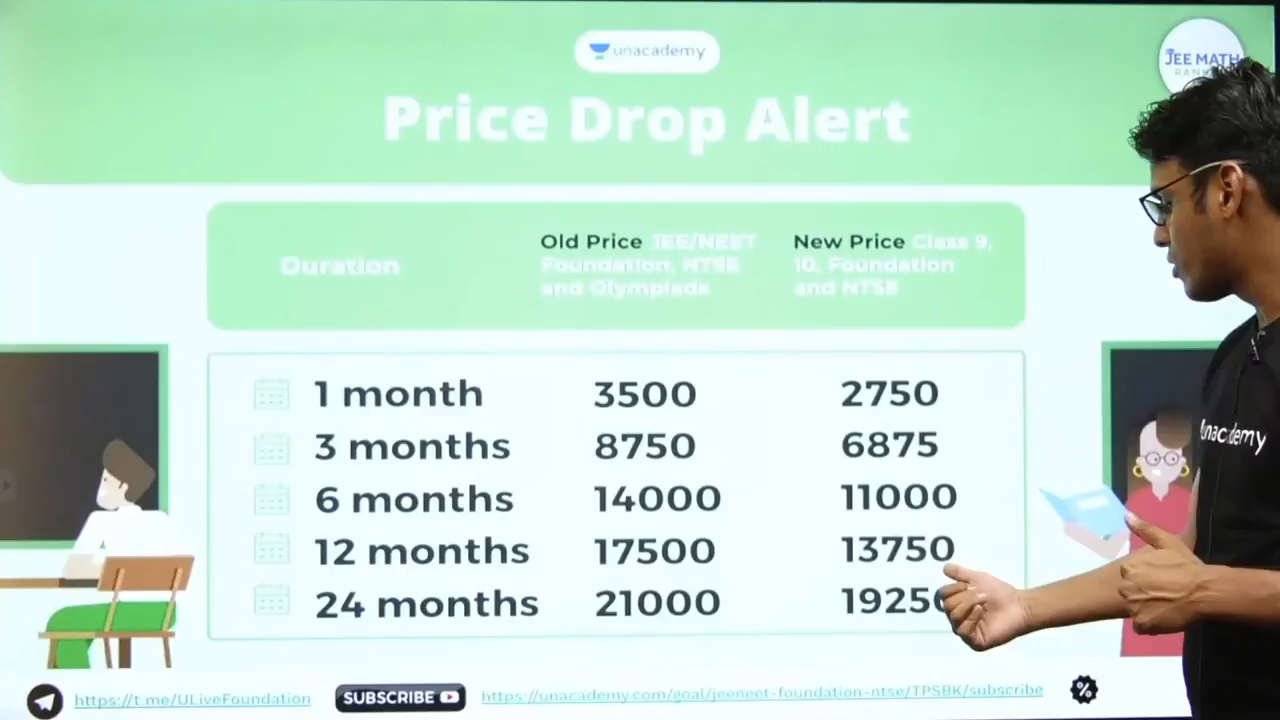 unacademy
JEE MATH
Price Drop Alert
Duration
Old Price JEE/NEET
Foundation, NTSE
and Olympiads
New Price Class 9,
10, Foundation
and NTSE
1 month 3500 2750
3 months 8750 6875
6 months 14000 11000
12 months 17500 13750
24 months 21000 1925
unacademy
https://t.me/ULiveFoundation
SUBSCRIBE
https://unacademy.com/goal/jeeneet-foundation-ntse/TPSBK/subscribe
%